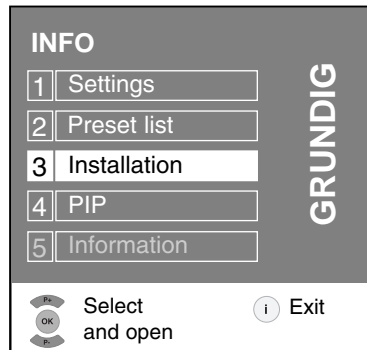 INFO
1 Settings
2 Preset list
3 Installation
4 PIP
5 Information
GRUNDIG
P+
OK
P-
Select
and open
i Exit